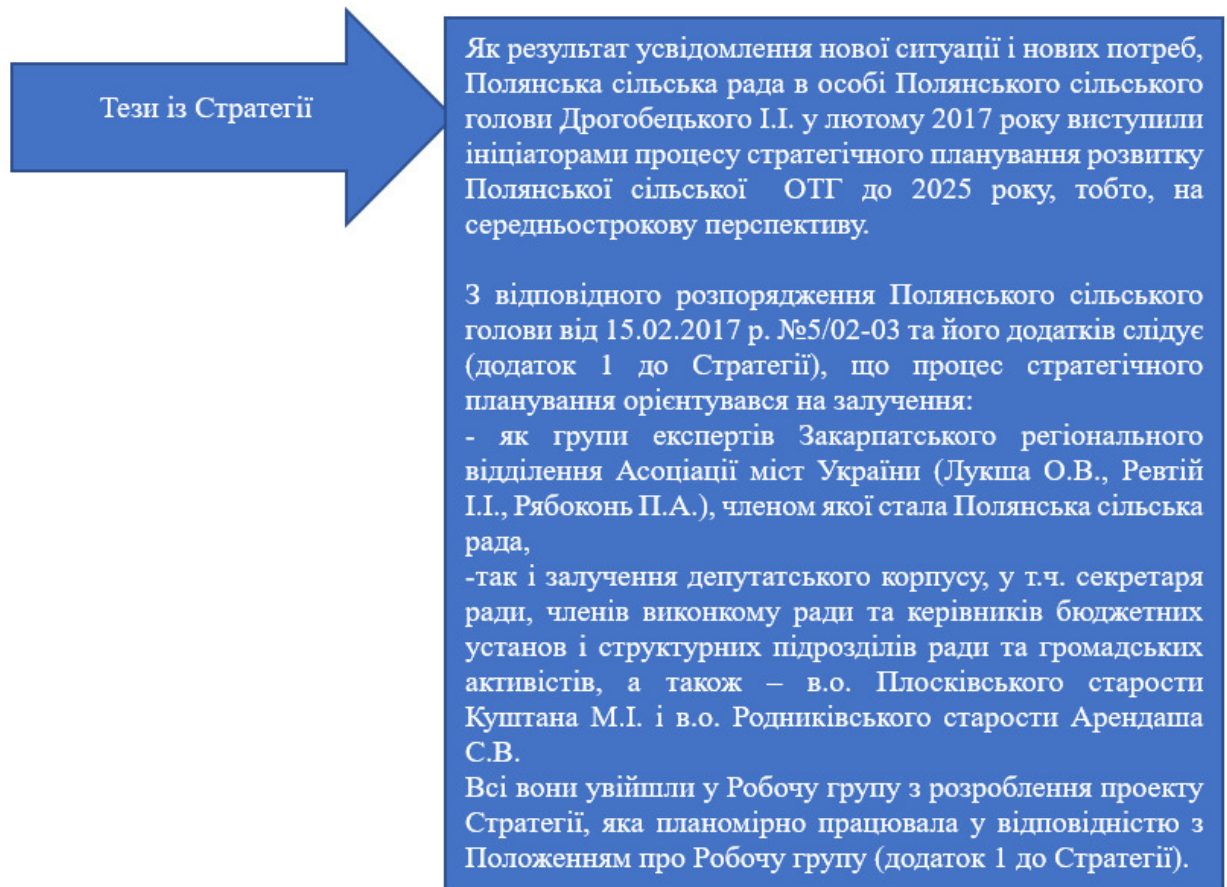 Тези із Стратегії
Як результат усвідомлення нової ситуації і нових потреб,
Полянська сільська рада в особі Полянського сільського
голови Дрогобецького І.І. у лютому 2017 року виступили
ініціаторами процесу стратегічного планування розвитку
Полянської сільської ОТГ до 2025 року, тобто, на
середньострокову перспективу.
З відповідного розпорядження Полянського сільського
голови від 15.02.2017 р. №5/02-03 та його додатків слідує
(додаток 1 до Стратегії), що процес стратегічного
планування орієнтувався на залучення:
- як групи експертів Закарпатського регіонального
відділення Асоціації міст України (Лукша О.В., Ревтій
І.І., Рябоконь П.А.), членом якої стала Полянська сільська
рада,
-так і залучення депутатського корпусу, у т.ч. секретаря
ради, членів виконкому ради та керівників бюджетних
установ і структурних підрозділів ради та громадських
активістів, а також – в.о. Плосківського старости
Куштана М.І. і в.о. Родниківського старости Арендаша
С.В.
Всі вони увійшли у Робочу групу з розроблення проекту
Стратегії, яка планомірно працювала у відповідністю з
Положенням про Робочу групу (додаток 1 до Стратегії).